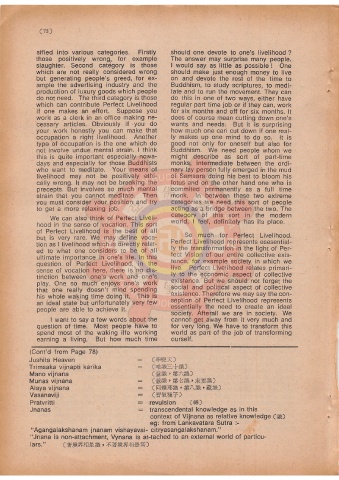 (73)
sified into various categories. Firstly
those positively wrong, for example
slaughter. Second category is those
which are not really considered wrong
but generating people's greed, for ex-
ample the advertising industry and the
production of luxury goods which people
do not need. The third category is those
which can contribute Perfect Livelihood
if one makes an effort. Suppose you
work as a clerk in an office making ne-
cessary articles. Obviously if you do
your work honestly you can make that
occupation a right livelihood. Another
type of occupation is the one which do
not involve undue mental strain. I think
this is quite important especially nowa-
days and especially for those Buddhists
who want to meditate. Your means of
livelihood may not be positively ethi-
cally wrong. It may not be breaking the
precepts. But involves so much mental
strain that you cannot meditate. Then
you must consider your position and try
to get a more relaxing job.
We can also think of Perfect Liveli-
hood in the sense of vocation. This sort
of Perfect Livelihood is the ideal one
but is very rare. We may define voca-
tion as livelihood which is directly relat-
ed to what one considers to be of
ultimate importance in one's life. In the
question of Perfect Livelihood in the
sense of vocation here, there is no dis-
tinction between one's work and one's
play. One so much enjoys one's work
that one really doesn't mind spending
his whole waking time doing it. This is
an ideal state but unfortunately very few
people are able to achieve it.
I want to say a few words about the
question of time. Most people have to
spend most of the waking life working
earning a living. But how much time
should one devote to one's livelihood?
The answer may surprise many people,
I would say as little as possible! One
should make just enough money to live
on and devote the rest of the time to
Buddhism, to study scriptures, to medi-
tate and to run the movement. They can
do this in several ways, either have
regular part time job or if they can, work
for six months and off for six months. It
does of course mean cutting down one's
wants and needs. But it is surprising
how much one can cut down if one real-
ly makes up one mind to do so. It is
good not only for oneself but also for
Buddhism. We need people whom we
might describe as sort of part-time
monks, intermediate between the ordi-
nary lay person fully emerged in the mud
of Samsara doing his best to bloom his
lotus and on the other hand one who is
committed permanently as a full time
monk. In between these two extreme
categories we need this sort of people
acting as a bridge between the two. The
category of this sort in the modern
world, I feel, definitely has its place.
So much for Perfect Livelihood.
Perfect Livelihood represents essential-
ly the transformation in the light of Per-
fect Vision of our entire collective exis-
tence, for example society in which we
live. Perfect Livelihood relates primari-
ly to the economic aspect of collective
existence but we should not forget the
social and political aspect of collective
existence. Therefore we may say the con-
ception of Perfect Livelihood represents
essentially the need to create an ideal
society. Afterall we are in society. We
cannot get away from it very much and
for very long. We have to transform this
world as part of the job of transforming
ourself.
(Cont'd from Page 78)
Jushita Heaven =
Trimisaka vijnapti karika =
Mano vijnana =
Munas vijnana =
Alaya vijnana =
Vasanaviji =
Pratvritti = revulsion
Jnanas = transcendental knowledge as in this
context of Vijnana as relative knowledge (識)
eg: from Lankavatara Sutra :-
"Agangalakshanam jnanam vishayavai- citryasangalakshanam."
"Jnana is non-attachment, Vynana is at-tached to an external world of particu-
lars."